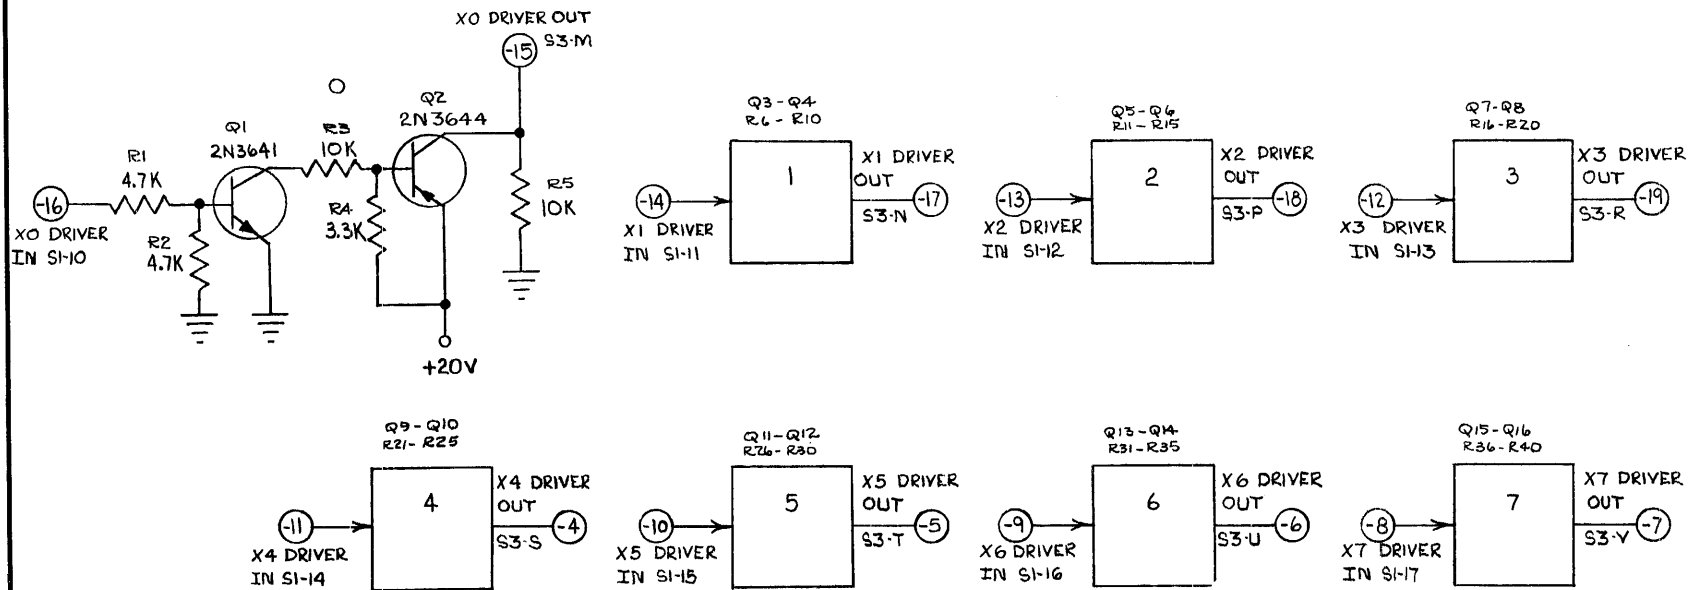 X0 DRIVER OUT
-15
S3-M
O
Q1
2N3641
R3
10K
Q2
2N3644
R1
4.7K
-16
X0 DRIVER
IN S1-10
R2
4.7K
R4
3.3K
R5
10K
+20V
Q3-Q4
R6-R10
1
-14
X1 DRIVER
IN S1-11
X1 DRIVER
OUT
S3-N
-17
Q5-Q6
R11-R15
2
-13
X2 DRIVER
IN S1-12
X2 DRIVER
OUT
S3-P
-18
Q7-Q8
R16-R20
3
-12
X3 DRIVER
IN S1-13
X3 DRIVER
OUT
S3-R
-19
Q9-Q10
R21-R25
4
-11
X4 DRIVER
IN S1-14
X4 DRIVER
OUT
S3-S
-4
Q11-Q12
R26-R30
5
-10
X5 DRIVER
IN S1-15
X5 DRIVER
OUT
S3-T
-5
Q13-Q14
R31-R35
6
-9
X6 DRIVER
IN S1-16
X6 DRIVER
OUT
S3-U
-6
Q15-Q16
R36-R40
7
-8
X7 DRIVER
IN S1-17
X7 DRIVER
OUT
S3-V
-7